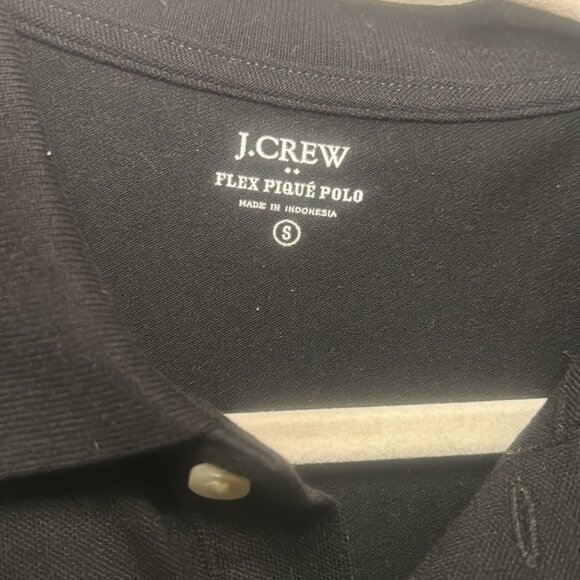 J.CREW
FLEX PIQUÉ POLO
MADE IN INDONESIA
S